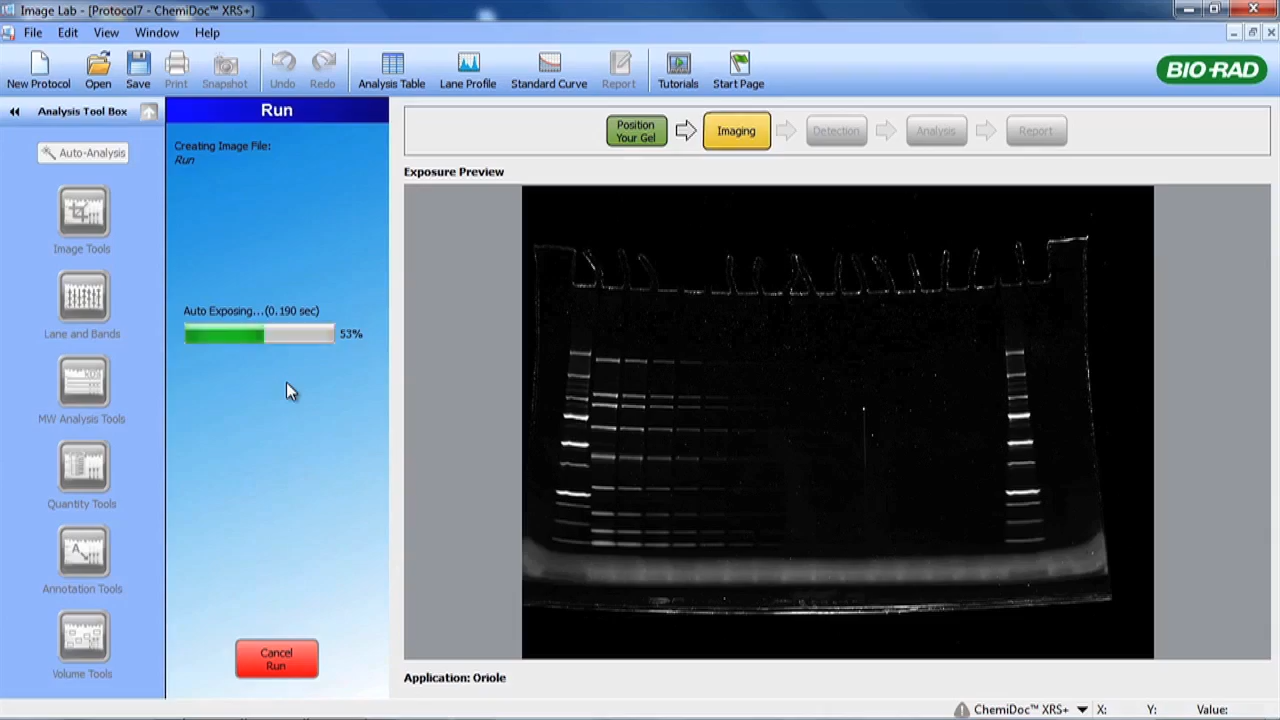 Image Lab - [Protocol7 - ChemiDoc™ XRS+]
File Edit View Window Help
New Protocol Open Save Print Snapshot Undo Redo Analysis Table Lane Profile Standard Curve Report Tutorials Start Page
BIO-RAD
Analysis Tool Box
Auto-Analysis
Image Tools
Lane and Bands
MW Analysis Tools
Quantity Tools
Annotation Tools
Volume Tools
Run
Creating Image File:
Run
Auto Exposing...(0.190 sec)
53%
Cancel
Run
Position
Your Gel
Imaging
Detection
Analysis
Report
Exposure Preview
Application: Oriole
ChemiDoc™ XRS+ X: Y: Value: